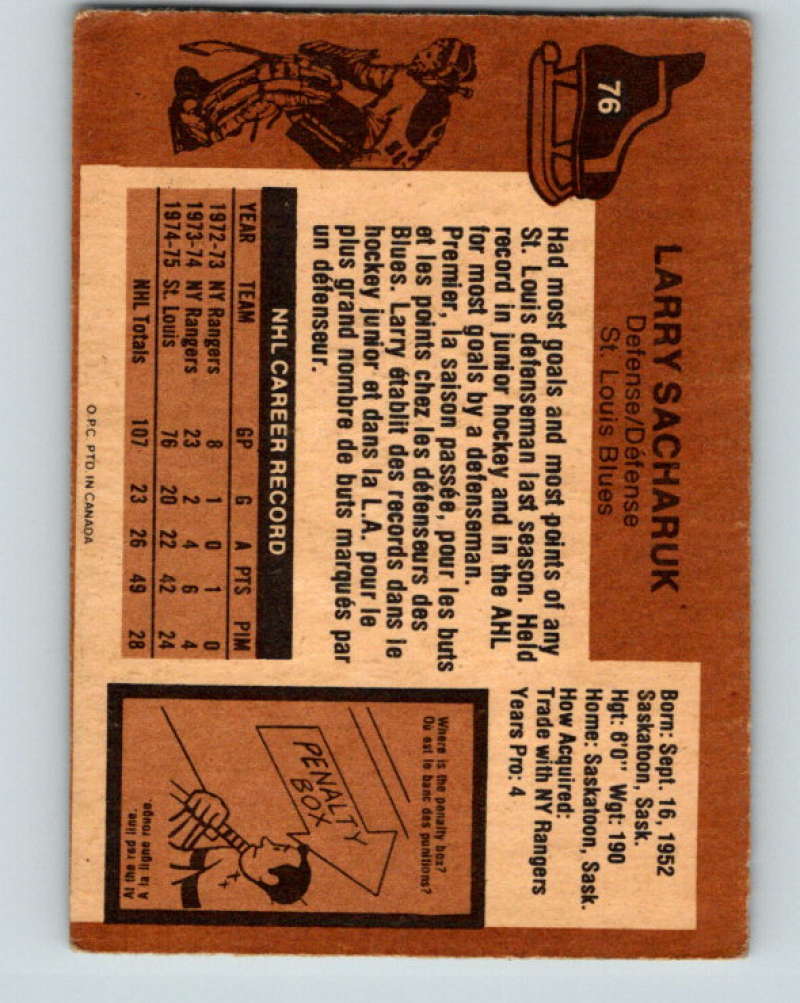 76
LARRY SACHARUK
Defense/Défense
St. Louis Blues
Born: Sept. 16, 1952
Saskatoon, Sask.
Hgt: 6'0" Wgt: 190
Home: Saskatoon, Sask.
How Acquired:
Trade with NY Rangers
Years Pro: 4
Had most goals and most points of any
St. Louis defenseman last season. Held
record in junior hockey and in the AHL
for most goals by a defenseman.
Premier, la saison passée, pour les buts
et les points chez les défenseurs des
Blues. Larry établit des records dans le
hockey junior et dans la L.A. pour le
plus grand nombre de buts marqués par
un défenseur.
NHL CAREER RECORD
YEAR TEAM GP G A PTS PIM
1972-73 NY Rangers 8 1 0 1 0
1973-74 NY Rangers 23 2 4 6 4
1974-75 St. Louis 76 20 22 42 24
NHL Totals 107 23 26 49 28
Where is the penalty box?
Où est le banc des punitions?
PENALTY
BOX
At the red line.
A la ligne rouge.
O.P.C. PTD. IN CANADA